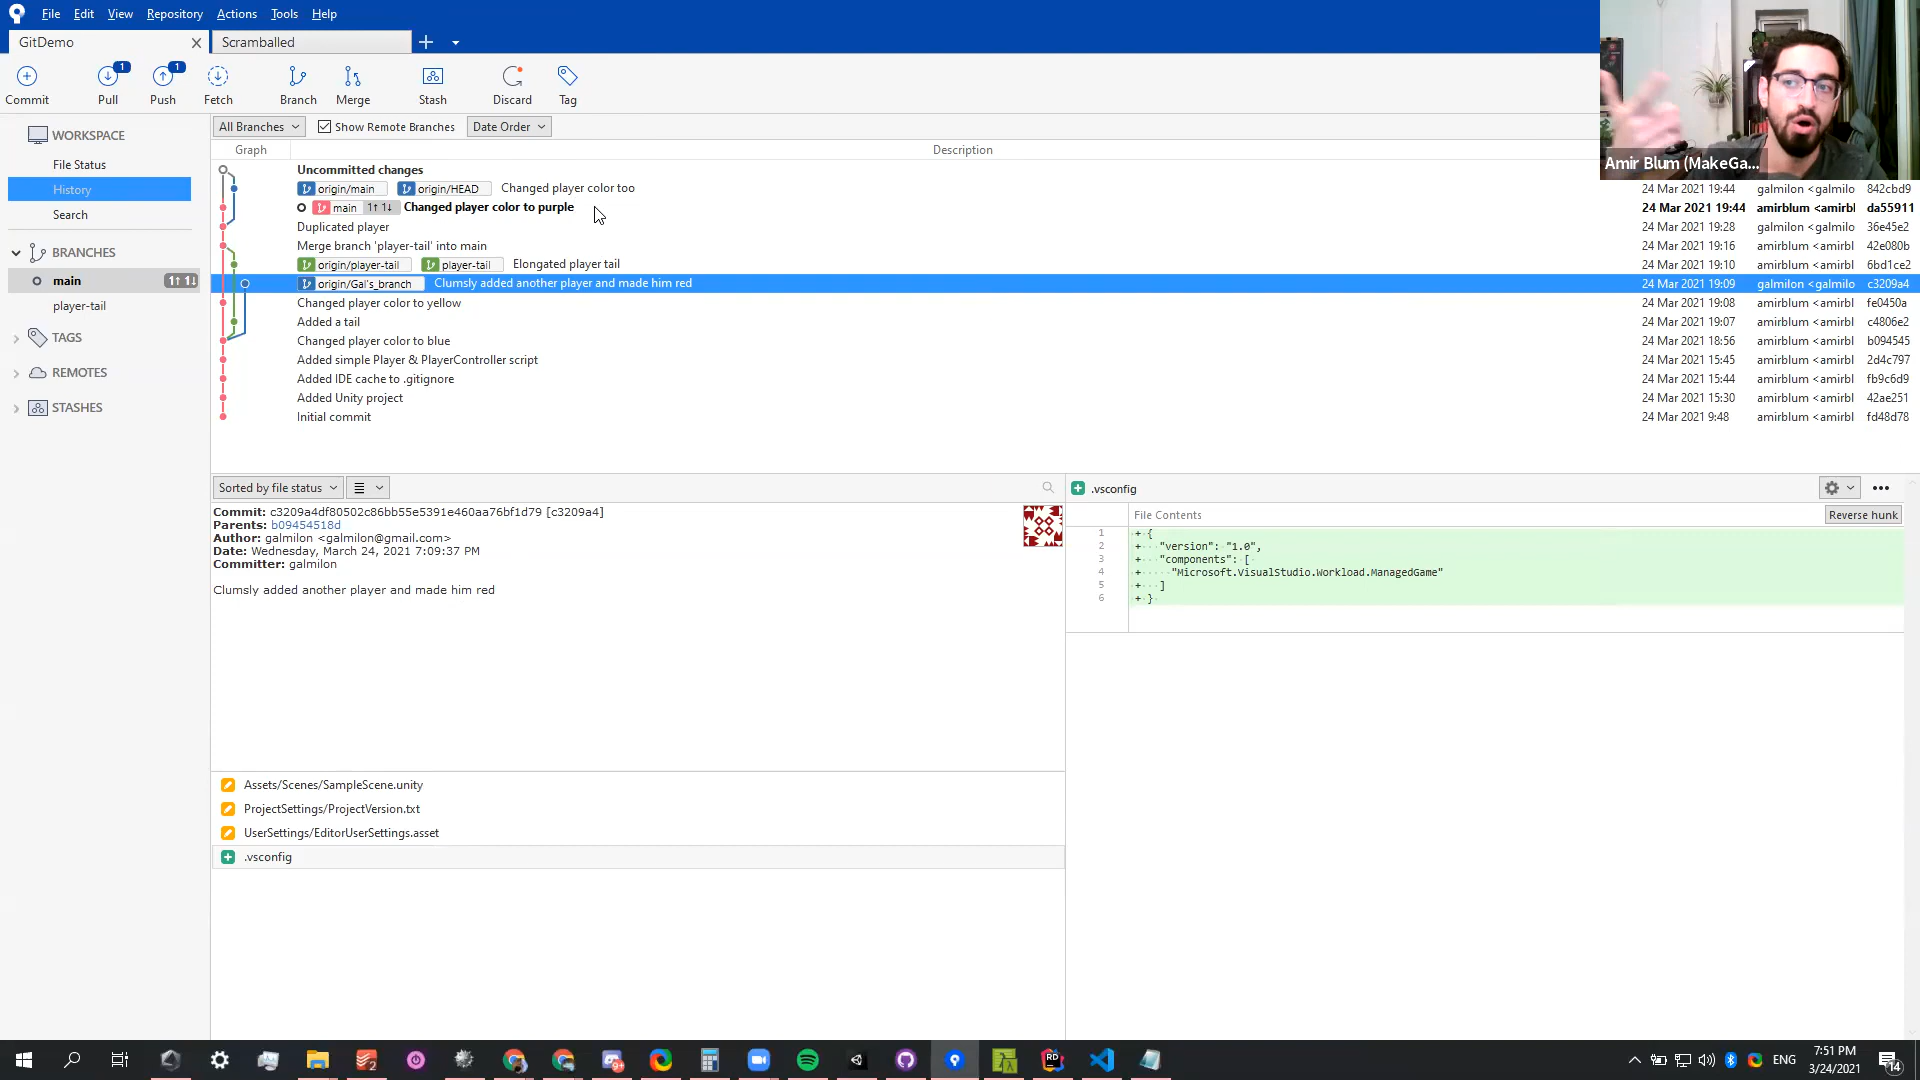 File Edit View Repository Actions Tools Help
GitDemo Scramballed
1 1
Commit Pull Push Fetch Branch Merge Stash Discard Tag
Amir Blum (MakeGa...
WORKSPACE
File Status
History
Search
BRANCHES
main 1↑ 1↓
player-tail
TAGS
REMOTES
STASHES
All Branches Show Remote Branches Date Order
Graph Description
Uncommitted changes
origin/main origin/HEAD Changed player color too 24 Mar 2021 19:44 galmilon <galmilo 842cbd9
main 1↑ 1↓ Changed player color to purple 24 Mar 2021 19:44 amirblum <amirbl da55911
Duplicated player 24 Mar 2021 19:28 galmilon <galmilo 36e45e2
Merge branch 'player-tail' into main 24 Mar 2021 19:16 amirblum <amirbl 42e080b
origin/player-tail player-tail Elongated player tail 24 Mar 2021 19:10 amirblum <amirbl 6bd1ce2
origin/Gal's_branch Clumsly added another player and made him red 24 Mar 2021 19:09 galmilon <galmilo c3209a4
Changed player color to yellow 24 Mar 2021 19:08 amirblum <amirbl fe0450a
Added a tail 24 Mar 2021 19:07 amirblum <amirbl c4806e2
Changed player color to blue 24 Mar 2021 18:56 amirblum <amirbl b094545
Added simple Player & PlayerController script 24 Mar 2021 15:45 amirblum <amirbl 2d4c797
Added IDE cache to .gitignore 24 Mar 2021 15:44 amirblum <amirbl fb9c6d9
Added Unity project 24 Mar 2021 15:30 amirblum <amirbl 42ae251
Initial commit 24 Mar 2021 9:48 amirblum <amirbl fd48d78
Sorted by file status
Commit: c3209a4df80502c86bb55e5391e460aa76bf1d79 [c3209a4]
Parents: b09454518d
Author: galmilon <galmilon@gmail.com>
Date: Wednesday, March 24, 2021 7:09:37 PM
Committer: galmilon
Clumsly added another player and made him red
Assets/Scenes/SampleScene.unity
ProjectSettings/ProjectVersion.txt
UserSettings/EditorUserSettings.asset
.vsconfig
.vsconfig
File Contents Reverse hunk
1 + {
2 + "version": "1.0",
3 + "components": [
4 + "Microsoft.VisualStudio.Workload.ManagedGame"
5 + ]
6 + }
ENG
7:51 PM
3/24/2021
14